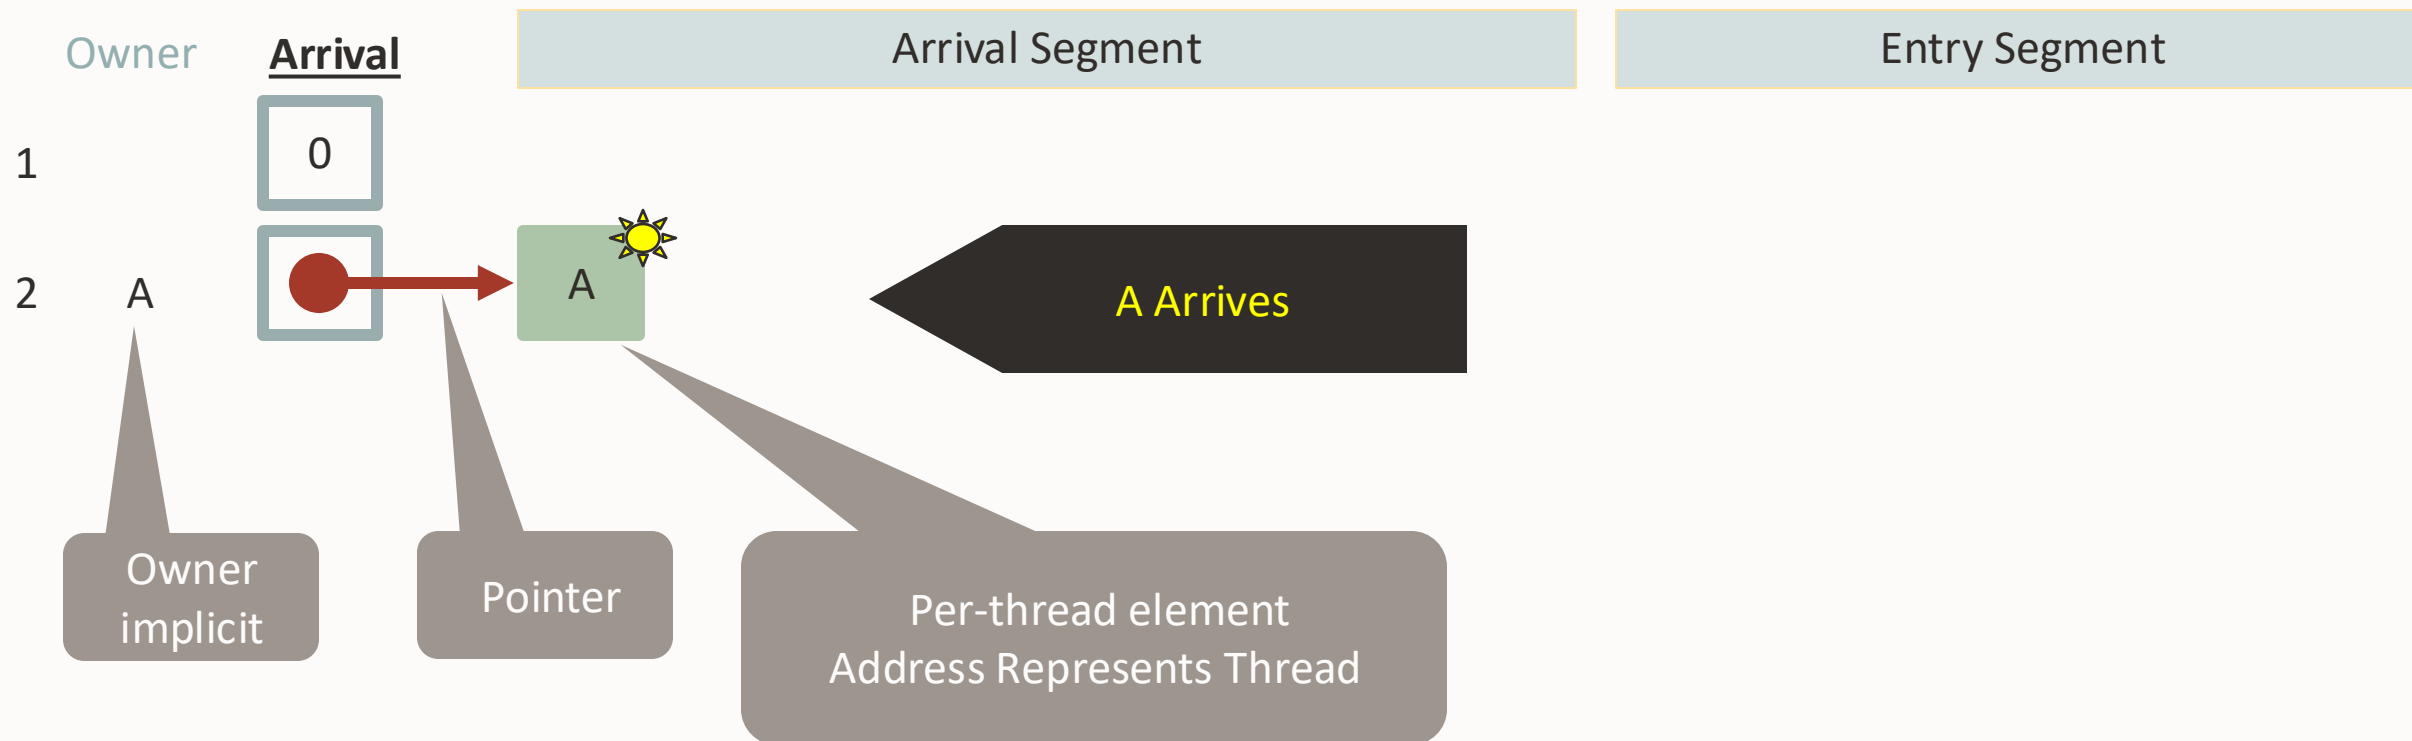 Owner
Arrival
Arrival Segment
Entry Segment
1
0
2
A
A
A Arrives
Owner
implicit
Pointer
Per-thread element
Address Represents Thread